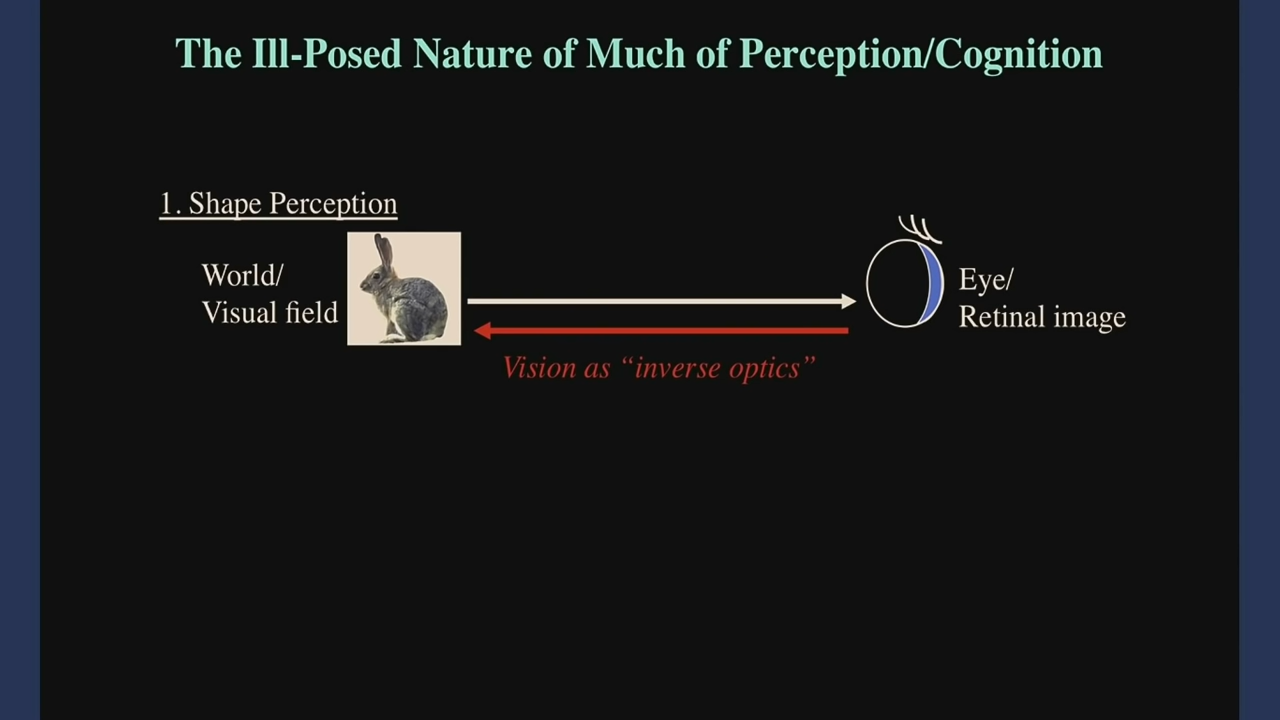 The Ill-Posed Nature of Much of Perception/Cognition
1. Shape Perception
World/
Visual field
Eye/
Retinal image
Vision as “inverse optics”